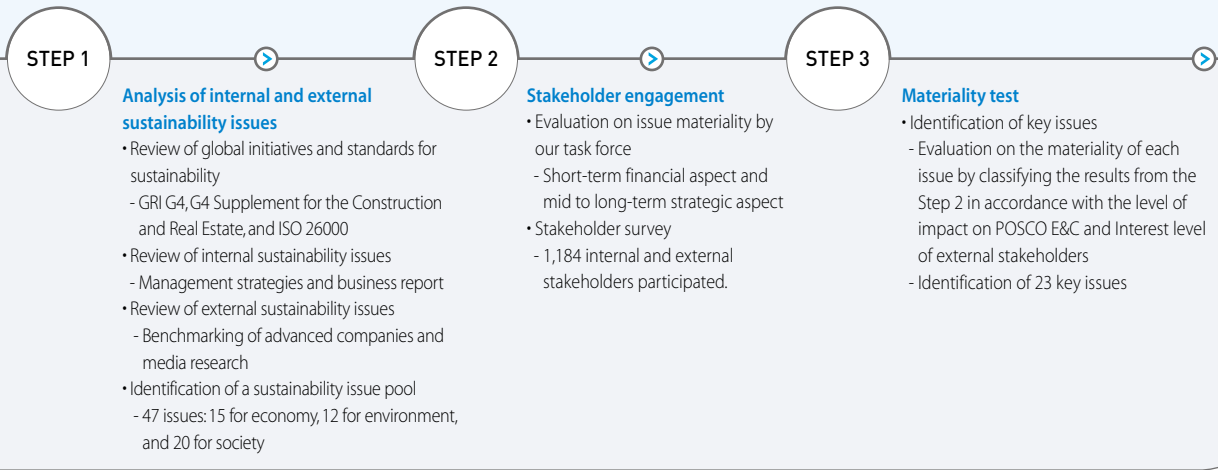 STEP 1
Analysis of internal and external
sustainability issues
• Review of global initiatives and standards for
sustainability
- GRI G4, G4 Supplement for the Construction
and Real Estate, and ISO 26000
• Review of internal sustainability issues
- Management strategies and business report
• Review of external sustainability issues
- Benchmarking of advanced companies and
media research
• Identification of a sustainability issue pool
- 47 issues: 15 for economy, 12 for environment,
and 20 for society
STEP 2
Stakeholder engagement
• Evaluation on issue materiality by
our task force
- Short-term financial aspect and
mid to long-term strategic aspect
• Stakeholder survey
- 1,184 internal and external
stakeholders participated.
STEP 3
Materiality test
• Identification of key issues
- Evaluation on the materiality of each
issue by classifying the results from the
Step 2 in accordance with the level of
impact on POSCO E&C and Interest level
of external stakeholders
- Identification of 23 key issues